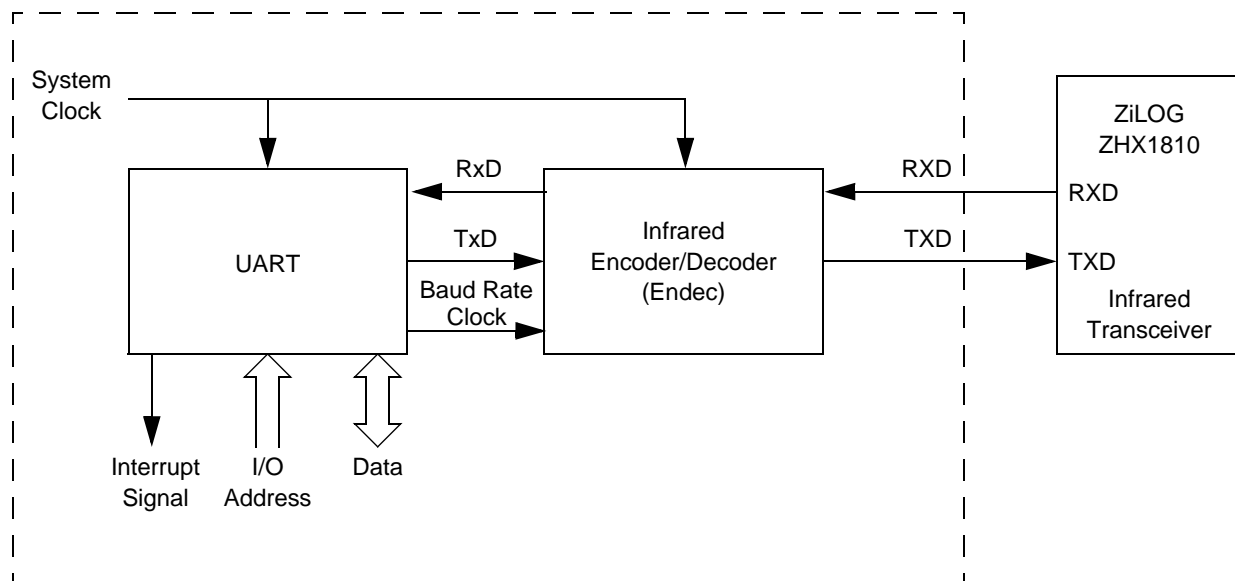 System
Clock
ZiLOG
ZHX1810
RxD
RXD
RXD
UART
TxD
Infrared
Encoder/Decoder
(Endec)
TXD
TXD
Baud Rate
Clock
Infrared
Transceiver
Interrupt
Signal
I/O
Address
Data